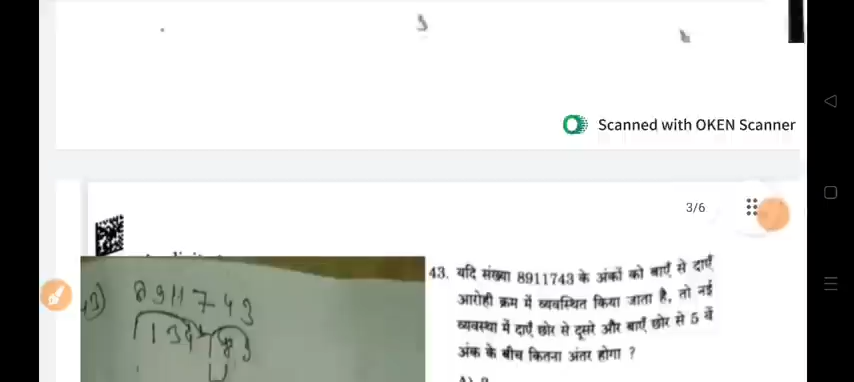 Scanned with OKEN Scanner
3/6
43. यदि संख्या 8911743 के अंकों को बाएँ से दाएँ
आरोही क्रम में व्यवस्थित किया जाता है, तो नई
व्यवस्था में दाएँ छोर से दूसरे और बाएँ छोर से 5 वें
अंक के बीच कितना अंतर होगा ?
8911743